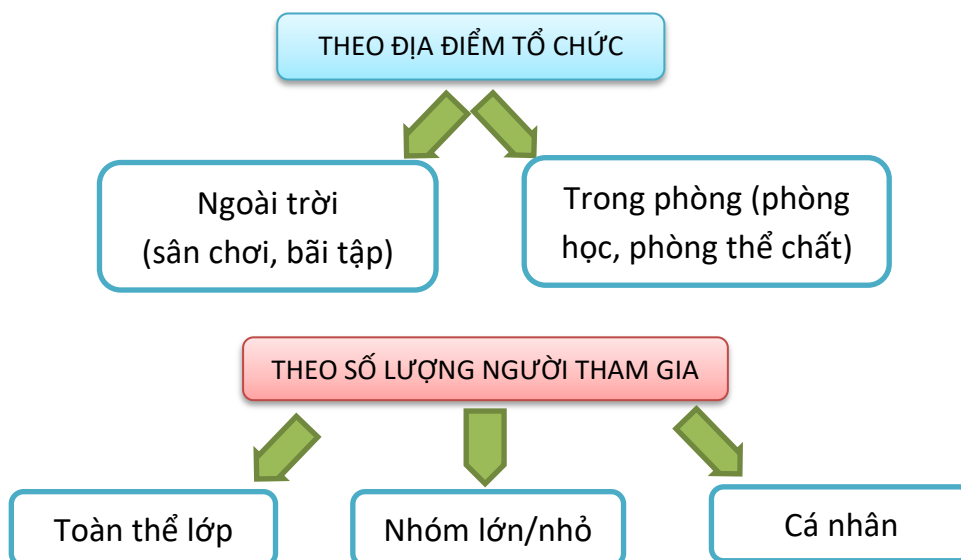 THEO ĐỊA ĐIỂM TỔ CHỨC
Ngoài trời
(sân chơi, bãi tập)
Trong phòng (phòng
học, phòng thể chất)
THEO SỐ LƯỢNG NGƯỜI THAM GIA
Toàn thể lớp
Nhóm lớn/nhỏ
Cá nhân